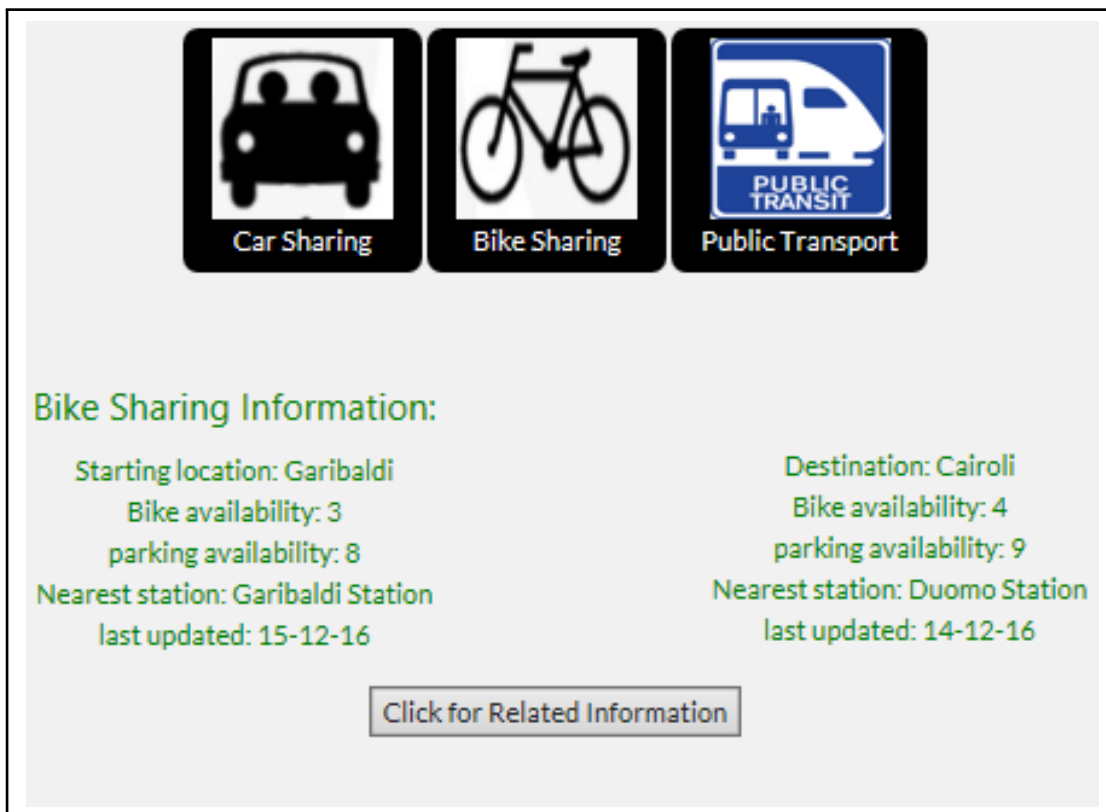 PUBLIC
TRANSIT
Car Sharing
Bike Sharing
Public Transport
Bike Sharing Information:
Starting location: Garibaldi
Bike availability: 3
parking availability: 8
Nearest station: Garibaldi Station
last updated: 15-12-16
Destination: Cairoli
Bike availability: 4
parking availability: 9
Nearest station: Duomo Station
last updated: 14-12-16
Click for Related Information